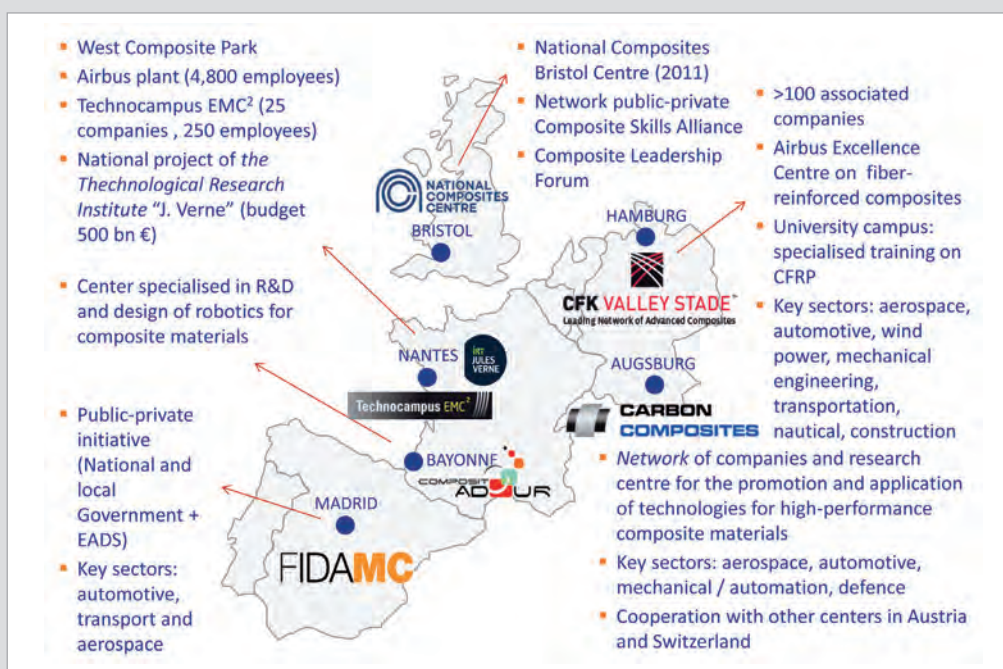 West Composite Park
Airbus plant (4,800 employees)
Technocampus EMC² (25
companies , 250 employees)
National project of the
Thechnological Research
Institute “J. Verne” (budget
500 bn €)
Center specialised in R&D
and design of robotics for
composite materials
Public-private
initiative
(National and
local
Government +
EADS)
Key sectors:
automotive,
transport and
aerospace
National Composites
Bristol Centre (2011)
Network public-private
Composite Skills Alliance
Composite Leadership
Forum
>100 associated
companies
Airbus Excellence
Centre on fiber-
reinforced composites
University campus:
specialised training on
CFRP
Key sectors: aerospace,
automotive, wind
power, mechanical
engineering,
transportation,
nautical, construction
Network of companies and research
centre for the promotion and application
of technologies for high-performance
composite materials
Key sectors: aerospace, automotive,
mechanical / automation, defence
Cooperation with other centers in Austria
and Switzerland
NATIONAL
COMPOSITES
CENTRE
BRISTOL
HAMBURG
CFK VALLEY STADE
Leading Network of Advanced Composites
NANTES
JULES
VERNE
Technocampus EMC²
AUGSBURG
CARBON
COMPOSITES
BAYONNE
COMPOSIT
ADOUR
MADRID
FIDAMC